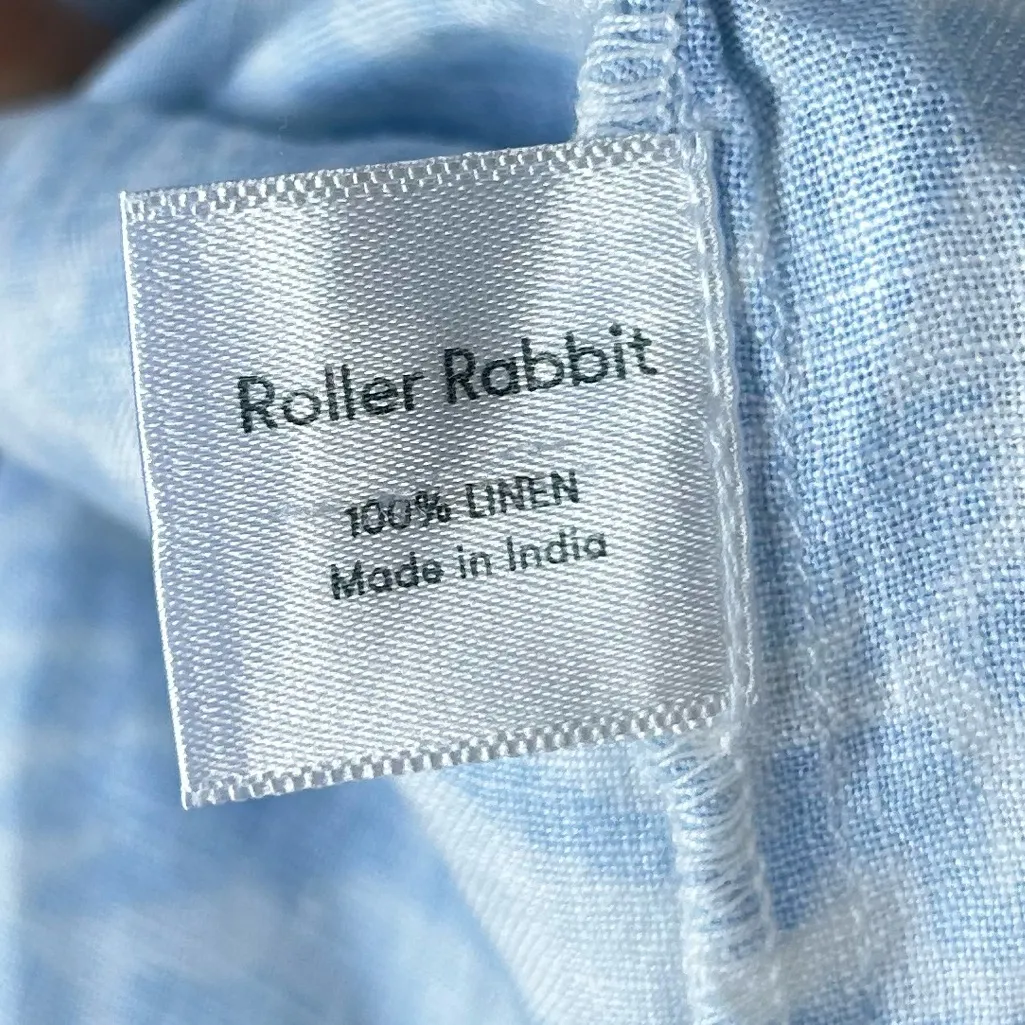 Roller Rabbit
100% LINEN
Made in India